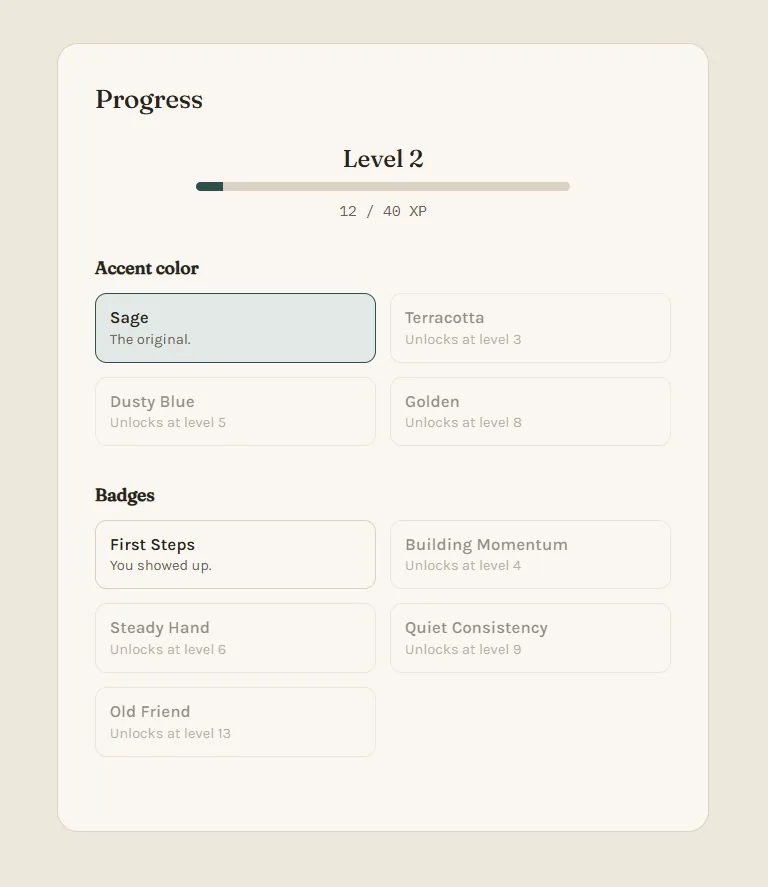 Progress
Level 2
12 / 40 XP
Accent color
Sage
The original.
Terracotta
Unlocks at level 3
Dusty Blue
Unlocks at level 5
Golden
Unlocks at level 8
Badges
First Steps
You showed up.
Building Momentum
Unlocks at level 4
Steady Hand
Unlocks at level 6
Quiet Consistency
Unlocks at level 9
Old Friend
Unlocks at level 13